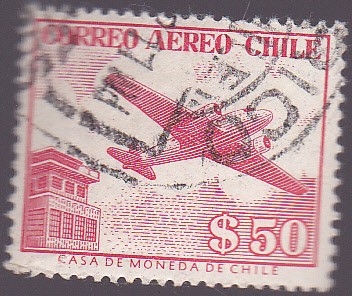 CORREO AEREO-CHILE
$50
CASA DE MONEDA DE CHILE